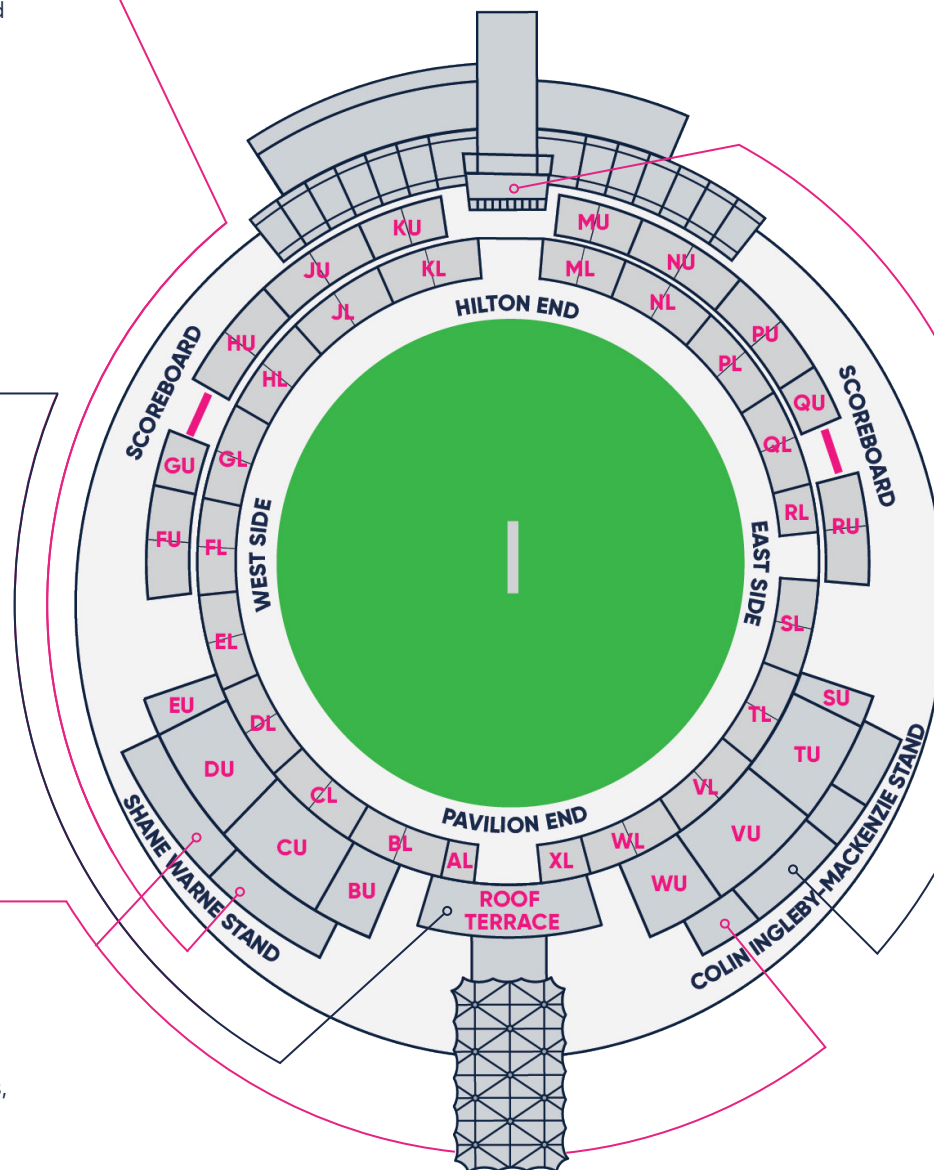 d
KU
MU
JU
KL
ML
NU
HILTON END
JL
NL
HU
PU
HL
PL
SCOREBOARD
SCOREBOARD
QU
GU
GL
QL
FU
FL
RL
RU
WEST SIDE
EAST SIDE
EL
SL
EU
SU
DL
TL
DU
TU
CL
VL
PAVILION END
CU
BL
AL
XL
WL
VU
BU
WU
ROOF
TERRACE
SHANE WARNE STAND
COLIN INGLEBY-MACKENZIE STAND